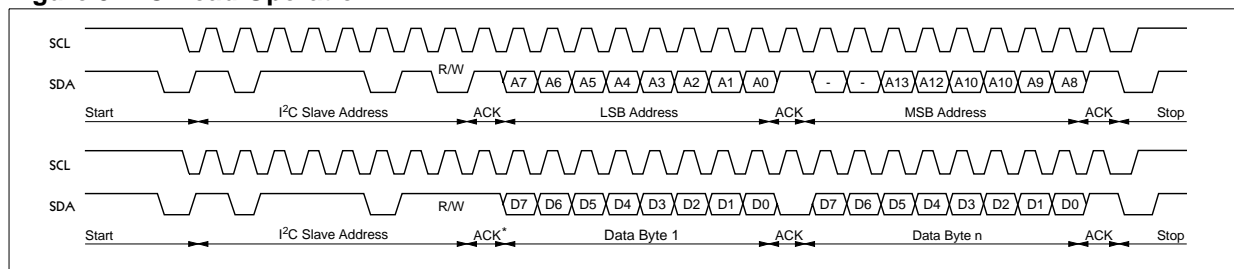 SCL
R/W
SDA A7 A6 A5 A4 A3 A2 A1 A0 - - A13 A12 A10 A10 A9 A8
Start I2C Slave Address ACK LSB Address ACK MSB Address ACK Stop
SCL
SDA R/W D7 D6 D5 D4 D3 D2 D1 D0 D7 D6 D5 D4 D3 D2 D1 D0
Start I2C Slave Address ACK* Data Byte 1 ACK Data Byte n ACK Stop